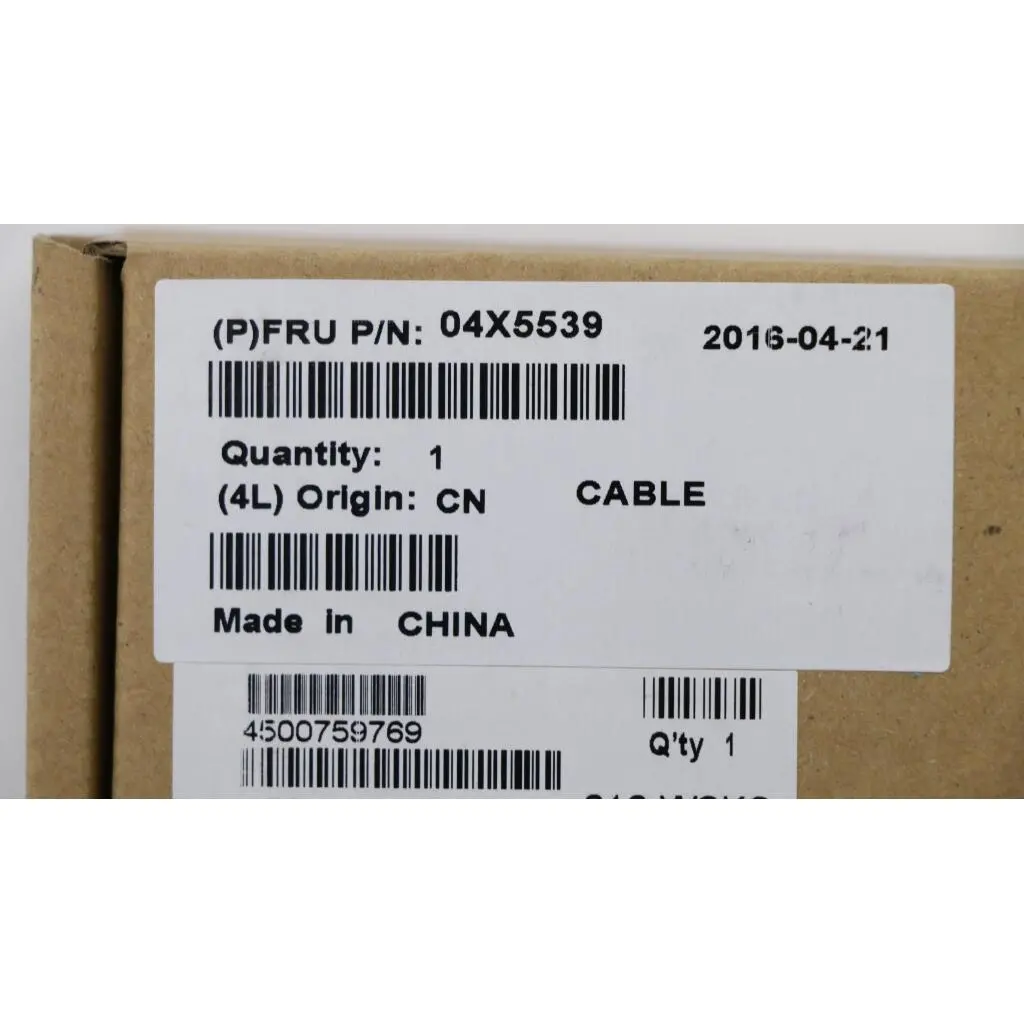 (P)FRU P/N: 04X5539 2016-04-21
Quantity: 1
(4L) Origin: CN CABLE
Made in CHINA
4500759769
Q'ty 1